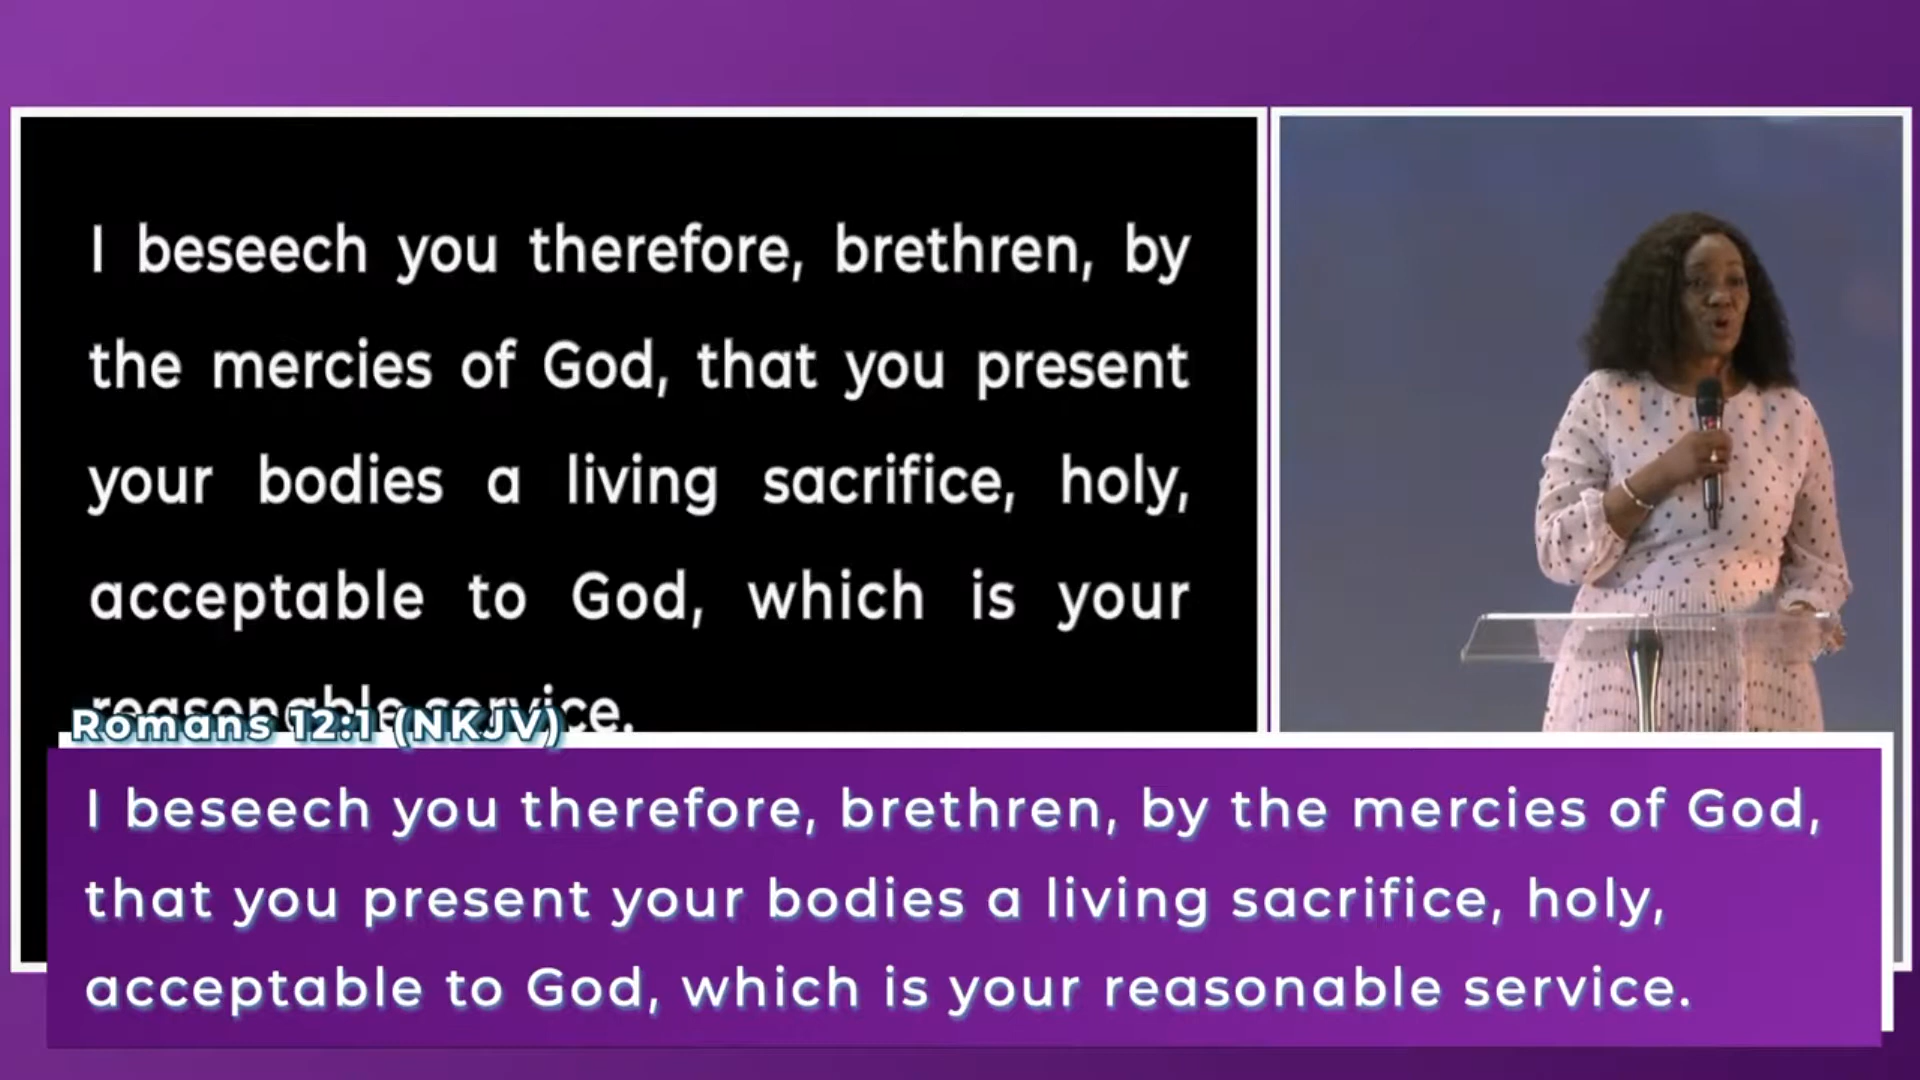 I beseech you therefore, brethren, by
the mercies of God, that you present
your bodies a living sacrifice, holy,
acceptable to God, which is your
reasonable service.
Romans 12:1 (NKJV)
I beseech you therefore, brethren, by the mercies of God,
that you present your bodies a living sacrifice, holy,
acceptable to God, which is your reasonable service.